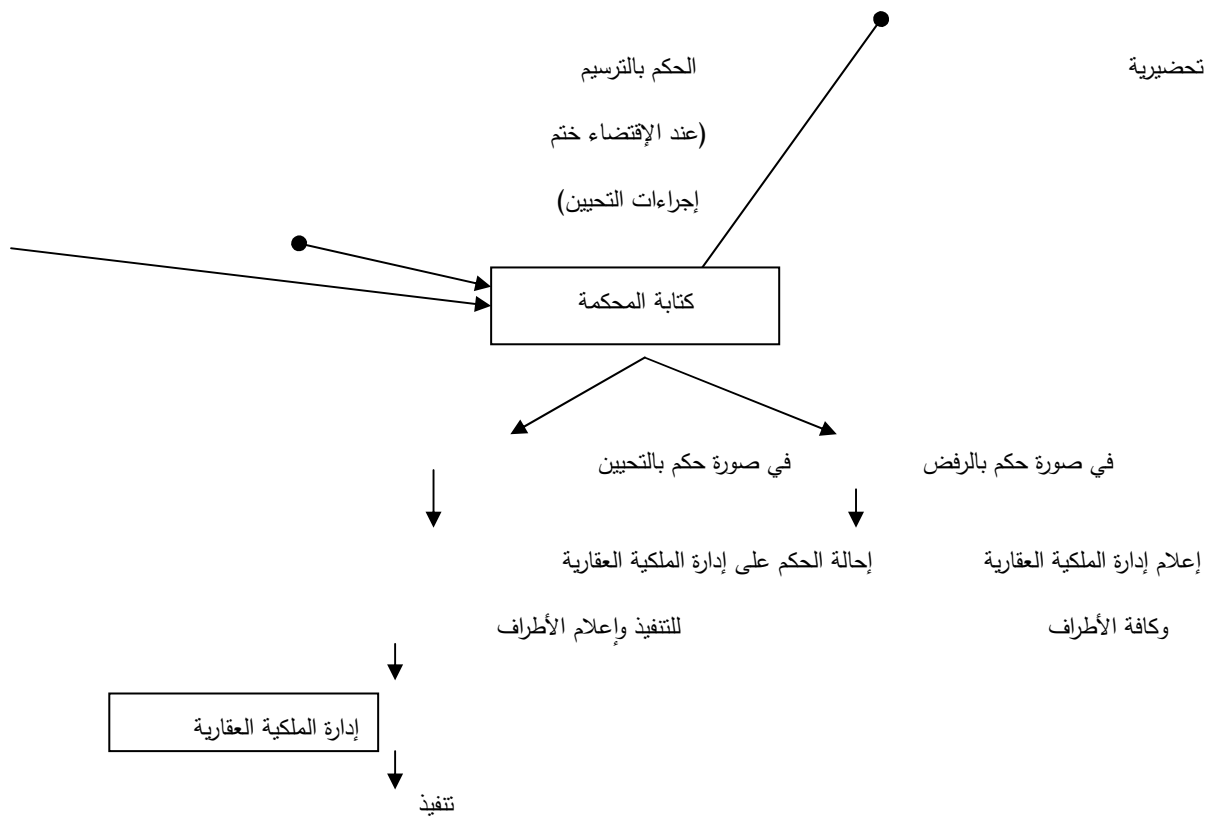 تحضيرية
الحكم بالترسيم
(عند الإقتضاء ختم
إجراءات التحيين)
كتابة المحكمة
في صورة حكم بالرفض
في صورة حكم بالتحيين
إعلام إدارة الملكية العقارية
إحالة الحكم على إدارة الملكية العقارية
وكافة الأطراف
للتنفيذ وإعلام الأطراف
إدارة الملكية العقارية
تنفيذ